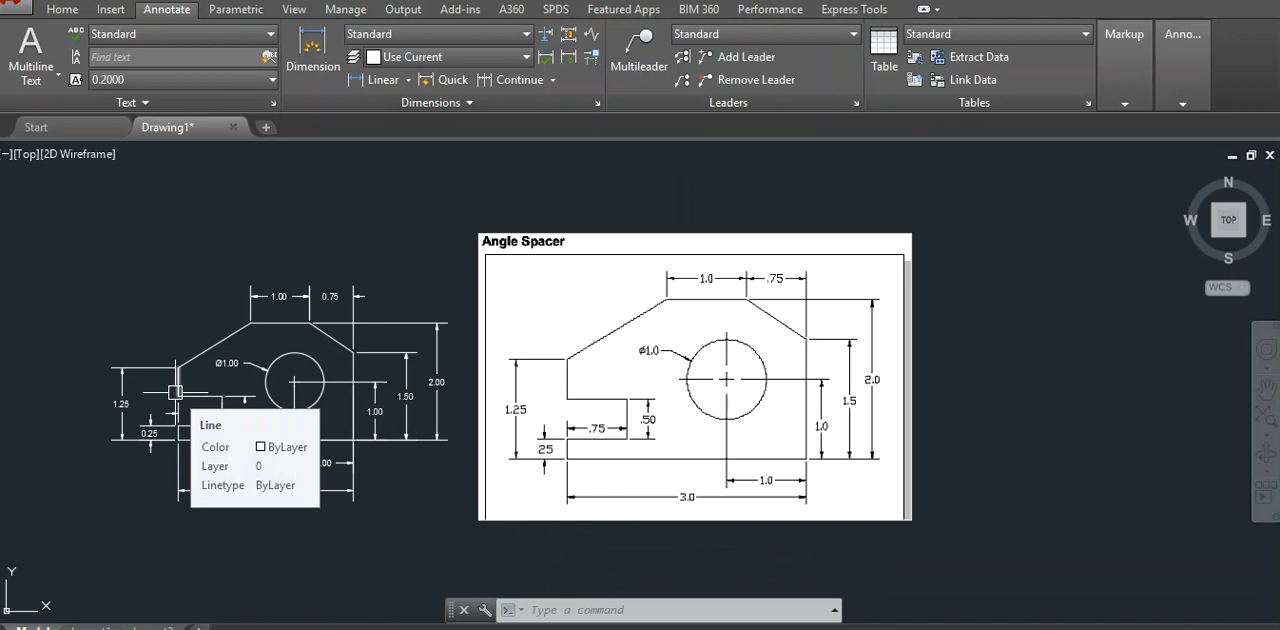 Home Insert Annotate Parametric View Manage Output Add-ins A360 SPDS Featured Apps BIM 360 Performance Express Tools
A
Multiline
Text
ABC Standard
Find text
0.2000
Text
Dimension
Standard
Use Current
Linear Quick Continue
Dimensions
Multileader
Standard
Add Leader
Remove Leader
Leaders
Table
Standard
Extract Data
Link Data
Tables
Markup
Anno...
Start Drawing1*
[−][Top][2D Wireframe]
N
W TOP E
S
WCS
1.00 0.75
Ø1.00
2.00
1.50
1.25
1.00
0.25
.00
Line
Color ByLayer
Layer 0
Linetype ByLayer
Angle Spacer
1.0 .75
Ø1.0
2.0
1.5
1.25
.50
.75
1.0
.25
1.0
3.0
Y
X
Type a command